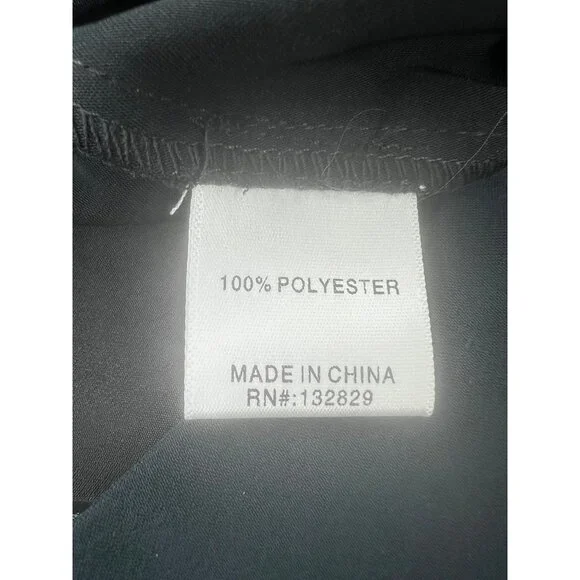 100% POLYESTER
MADE IN CHINA
RN#:132829